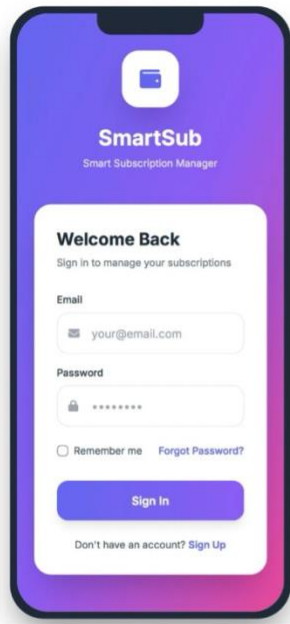 SmartSub
Smart Subscription Manager
Welcome Back
Sign in to manage your subscriptions
Email
your@email.com
Password
••••••••
Remember me Forgot Password?
Sign In
Don't have an account? Sign Up